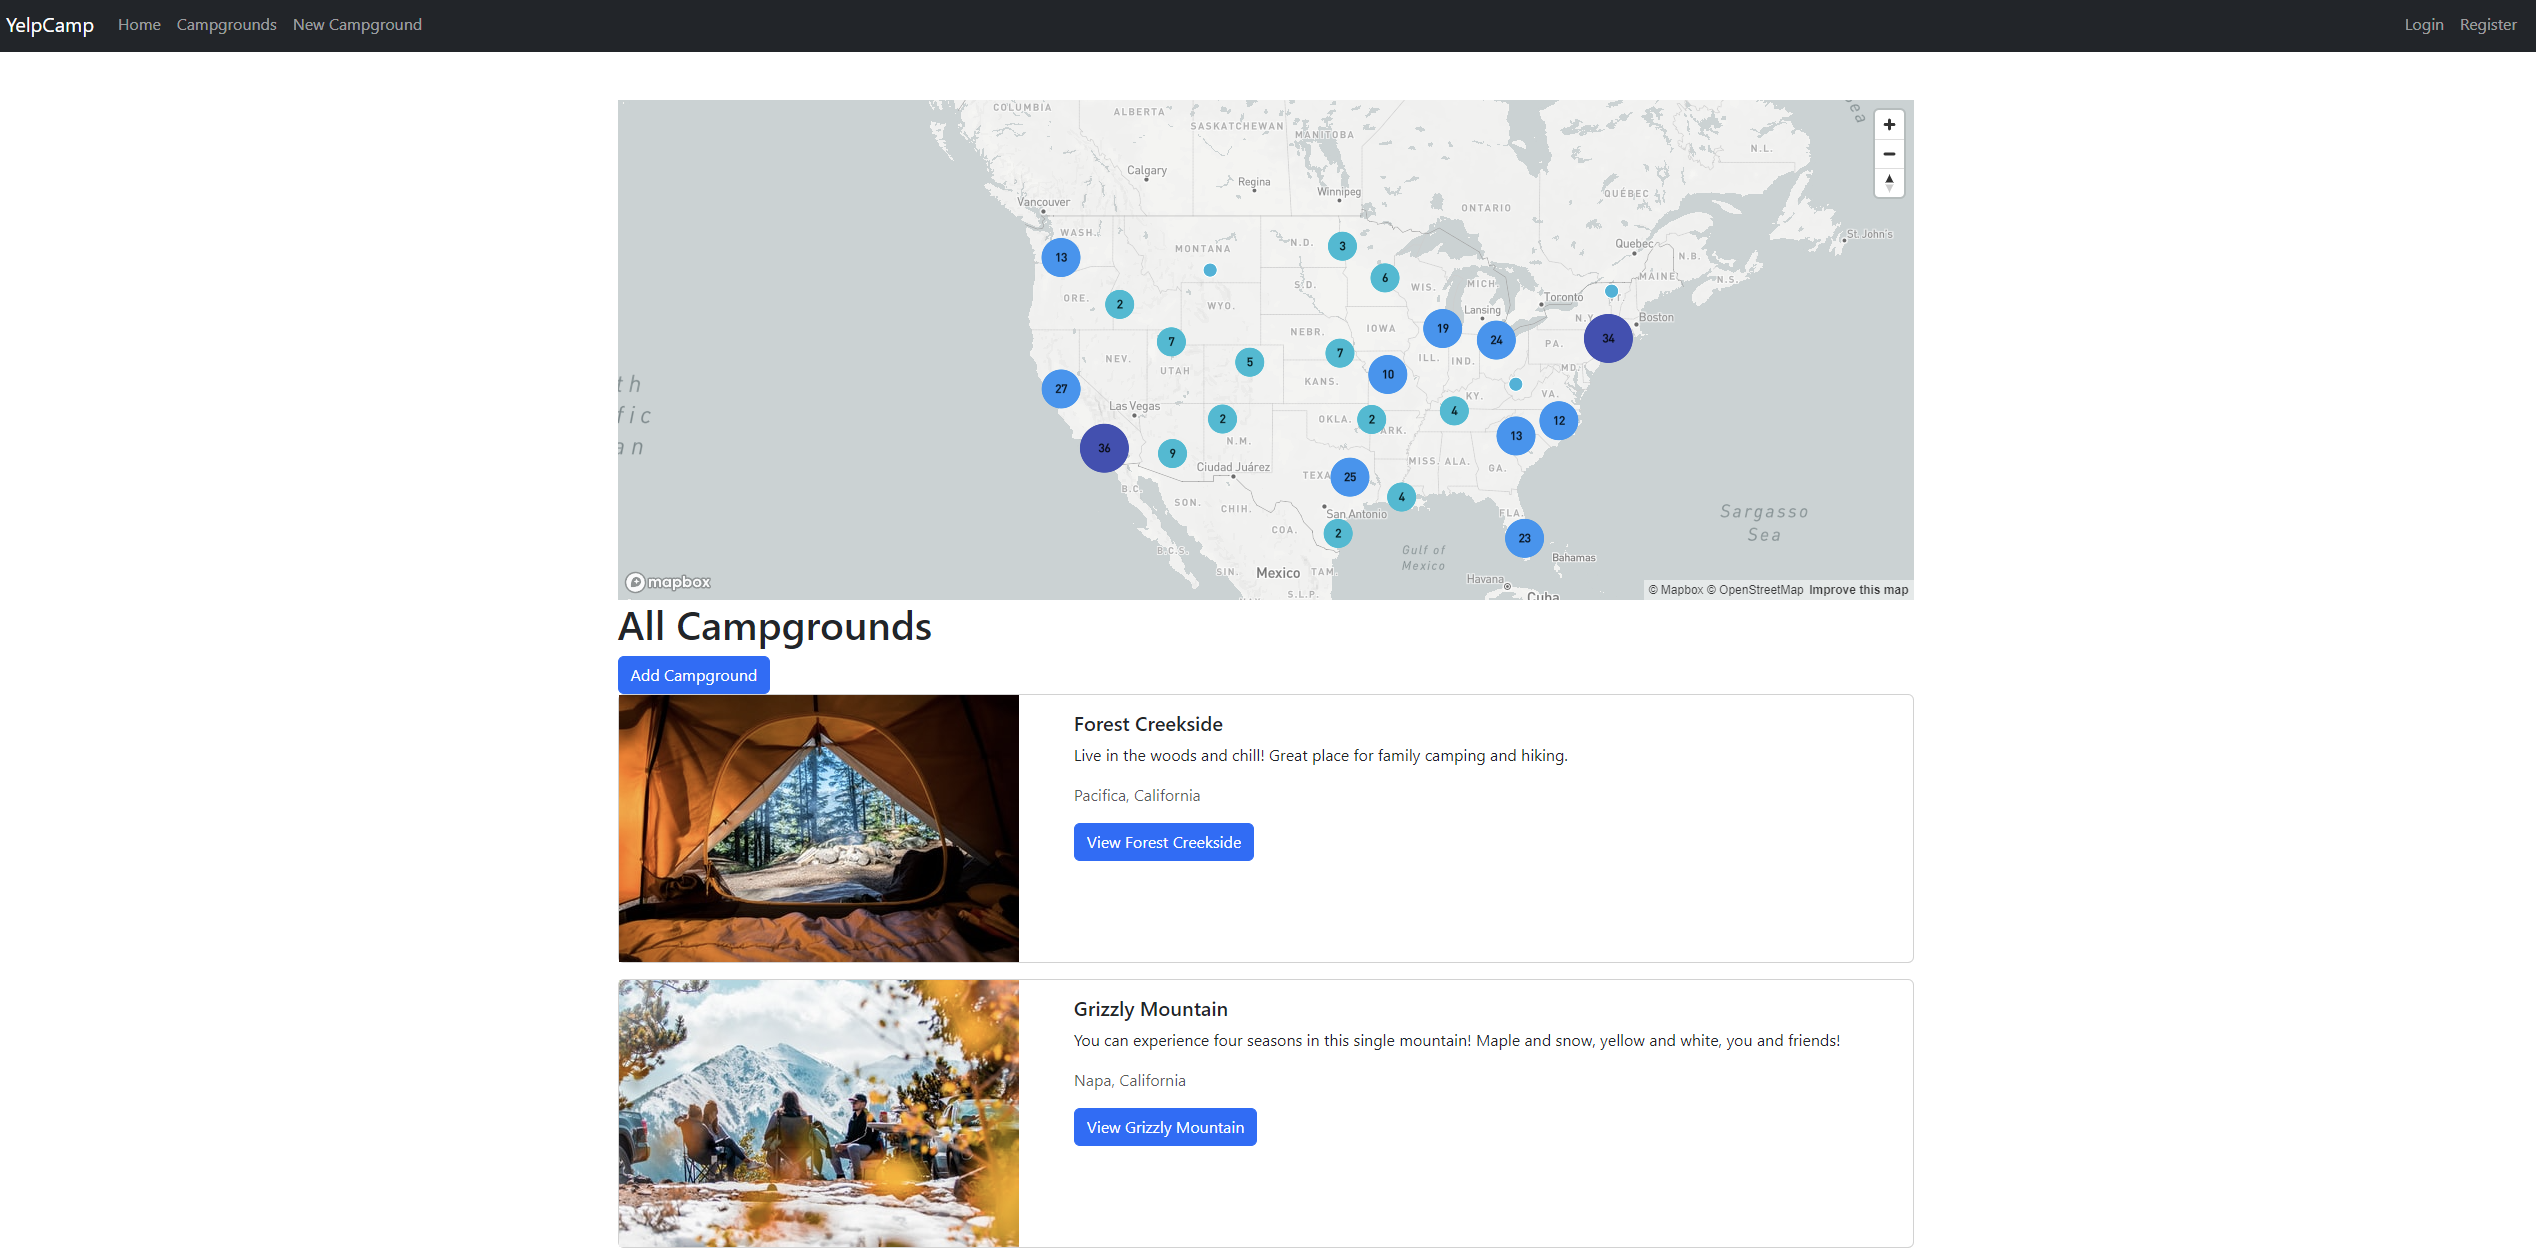 YelpCamp Home Campgrounds New Campground Login Register
COLUMBIA
ALBERTA
SASKATCHEWAN
MANITOBA
N.L.
Calgary
Regina
Winnipeg
QUÉBEC
Vancouver
ONTARIO
WASH.
St. John's
MONTANA
N.D.
3
Quebec
13
N.B.
6
MAINE
N.S.
WIS.
MICH.
S.D.
ORE.
2
WYO.
Toronto
Lansing
N.Y.
Boston
NEBR.
IOWA
19
24
34
7
PA.
NEV.
UTAH
5
7
ILL.
IND.
MD.
10
KANS.
27
KY.
VA.
Las Vegas
2
OKLA.
2
4
12
ARK.
13
N.M.
36
9
Ciudad Juárez
MISS.
ALA.
GA.
TEXA
25
B.C.
SON.
CHIH.
4
San Antonio
FLA.
Sargasso
Sea
COA.
2
23
Gulf of
Mexico
Bahamas
B.C.S.
SIN.
Mexico
TAM.
Havana
S.L.P.
Cuba
mapbox
© Mapbox © OpenStreetMap Improve this map
All Campgrounds
Add Campground
Forest Creekside
Live in the woods and chill! Great place for family camping and hiking.
Pacifica, California
View Forest Creekside
Grizzly Mountain
You can experience four seasons in this single mountain! Maple and snow, yellow and white, you and friends!
Napa, California
View Grizzly Mountain